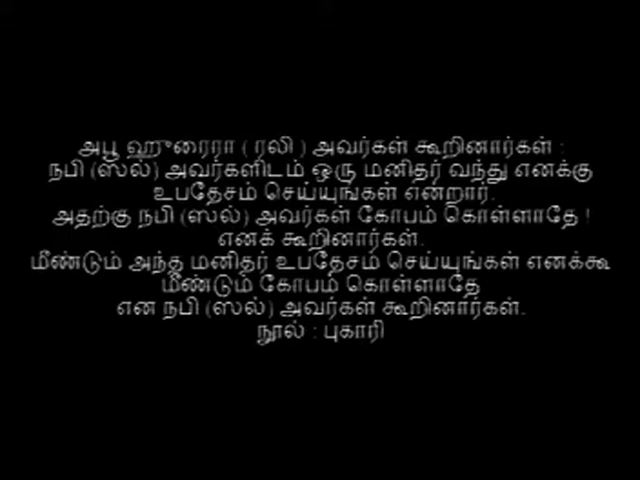 அபூ ஹுரைரா ( ரலி ) அவர்கள் கூறினார்கள் :
நபி (ஸல்) அவர்களிடம் ஒரு மனிதர் வந்து எனக்கு
உபதேசம் செய்யுங்கள் என்றார்.
அதற்கு நபி (ஸல்) அவர்கள் கோபம் கொள்ளாதே !
எனக் கூறினார்கள்.
மீண்டும் அந்த மனிதர் உபதேசம் செய்யுங்கள் எனக்கூ
மீண்டும் கோபம் கொள்ளாதே
என நபி (ஸல்) அவர்கள் கூறினார்கள்.
நூல் : புகாரி